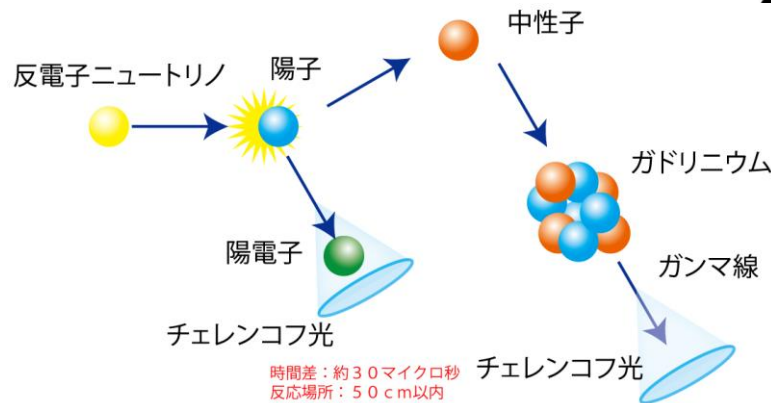 中性子
反電子ニュートリノ
陽子
ガドリニウム
陽電子
ガンマ線
チェレンコフ光
チェレンコフ光
時間差：約３０マイクロ秒
反応場所：５０ｃｍ以内